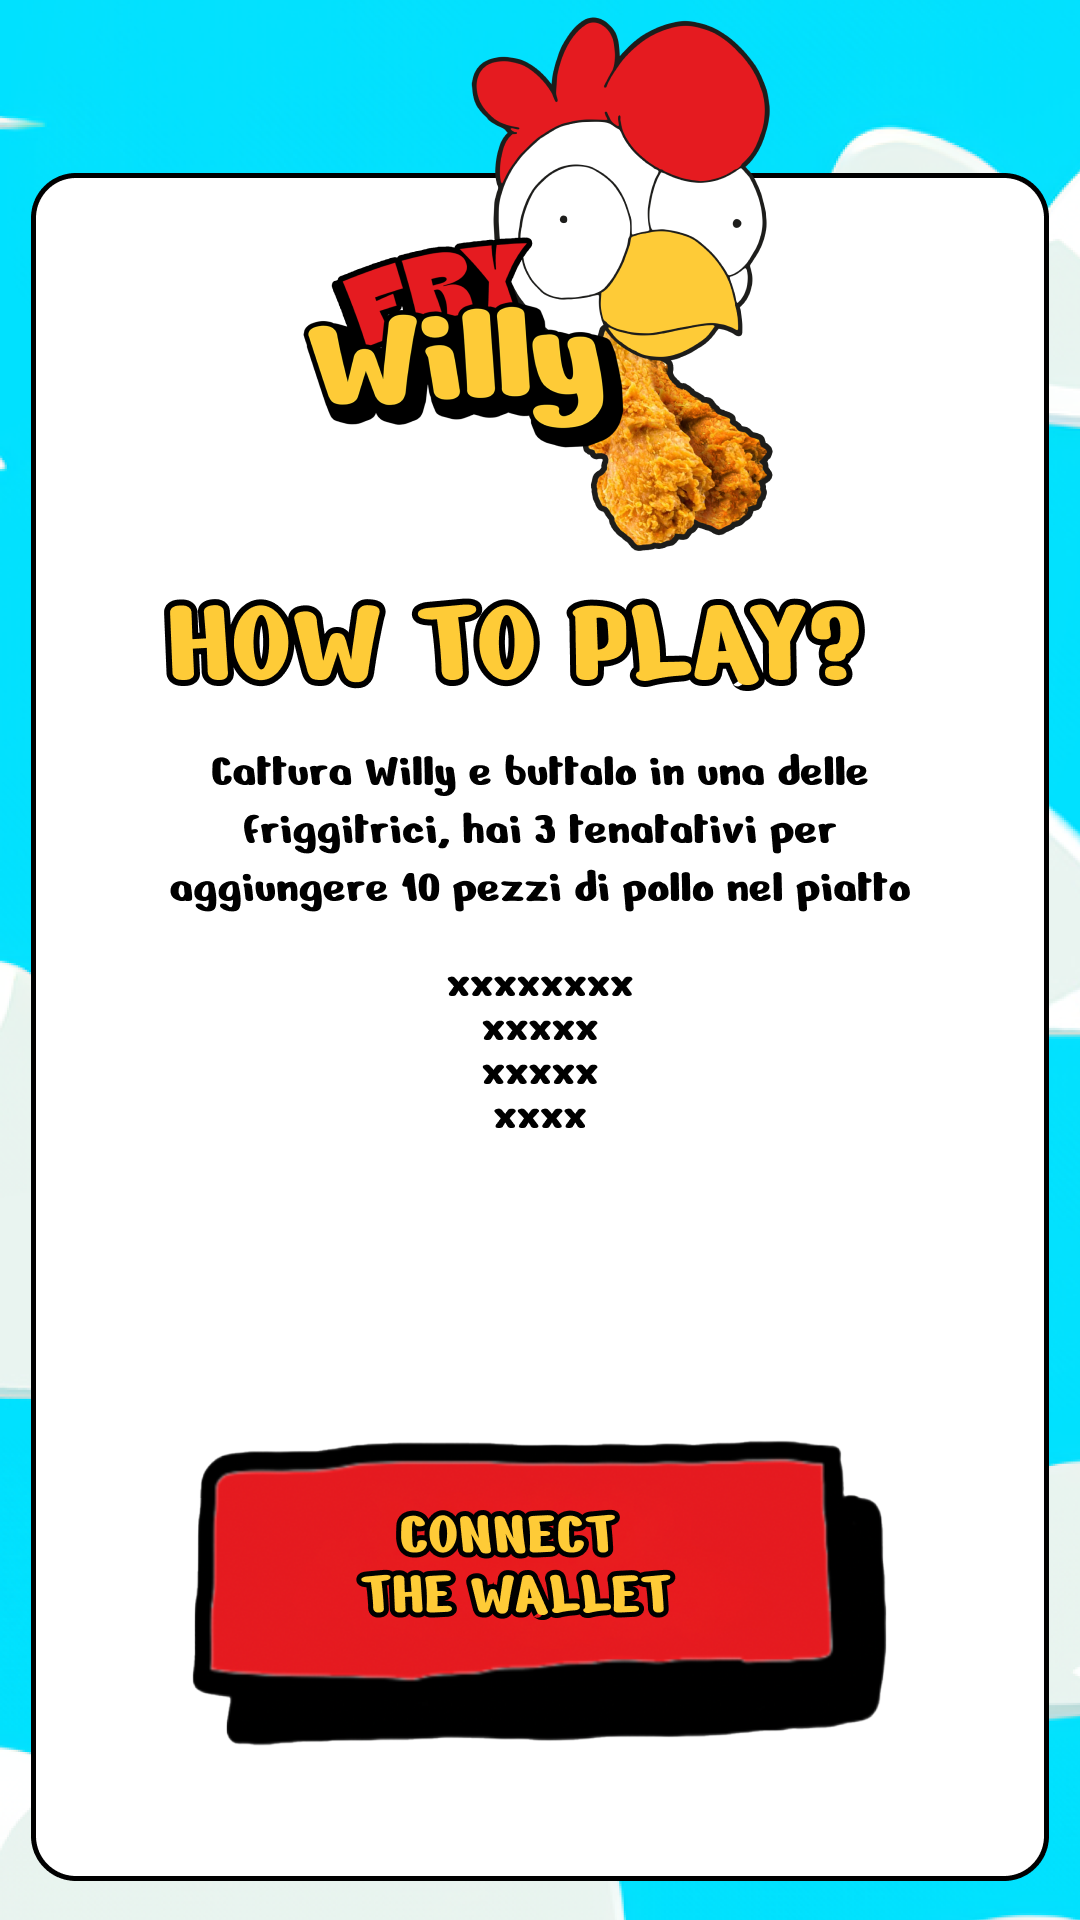 FRY
Willy
HOW TO PLAY?
Cattura Willy e buttalo in una delle
friggitrici, hai 3 tenatativi per
aggiungere 10 pezzi di pollo nel piatto
xxxxxxxx
xxxxx
xxxxx
xxxx
CONNECT
THE WALLET